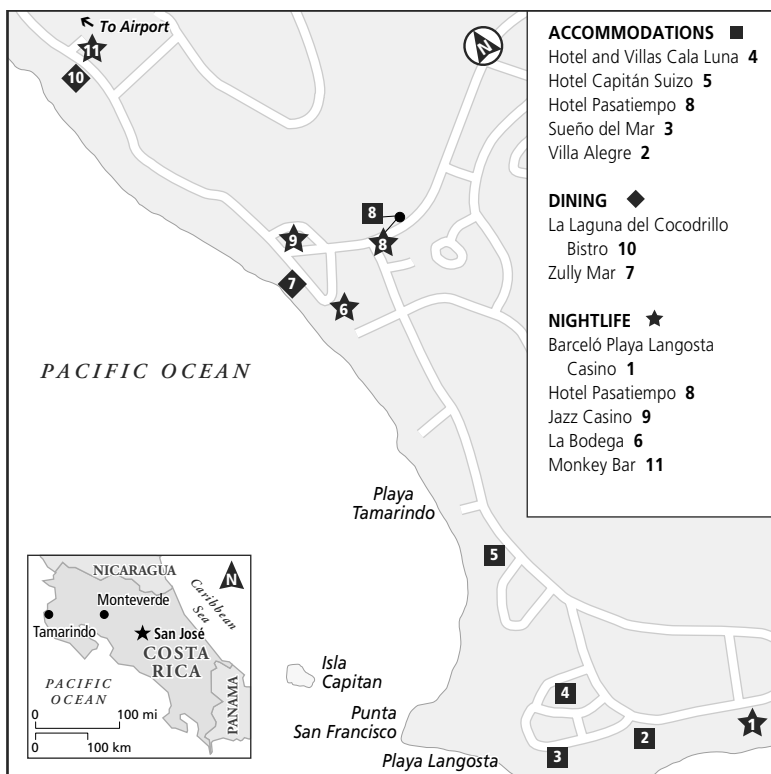 To Airport
11
10
N
8
8
9
7
6
PACIFIC OCEAN
Playa
Tamarindo
5
Isla
Capitan
4
Punta
San Francisco
1
2
3
Playa Langosta
ACCOMMODATIONS
Hotel and Villas Cala Luna 4
Hotel Capitán Suizo 5
Hotel Pasatiempo 8
Sueño del Mar 3
Villa Alegre 2
DINING
La Laguna del Cocodrillo
Bistro 10
Zully Mar 7
NIGHTLIFE
Barceló Playa Langosta
Casino 1
Hotel Pasatiempo 8
Jazz Casino 9
La Bodega 6
Monkey Bar 11
NICARAGUA
N
Caribbean
Sea
Monteverde
Tamarindo
San José
COSTA
RICA
PACIFIC
OCEAN
PANAMA
0 100 mi
0 100 km